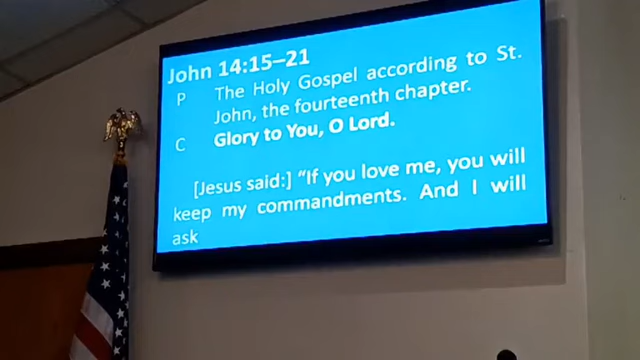 John 14:15–21
P The Holy Gospel according to St.
John, the fourteenth chapter.
C Glory to You, O Lord.
[Jesus said:] “If you love me, you will
keep my commandments. And I will
ask